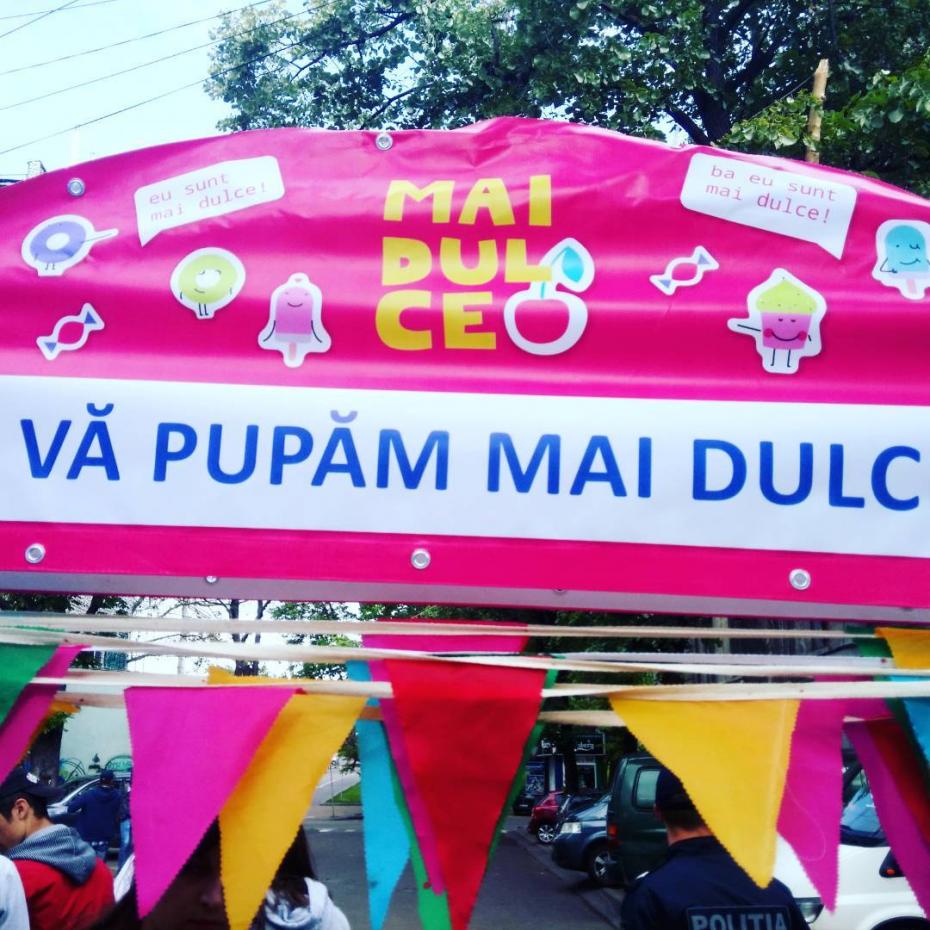 eu sunt
mai dulce!
MAI
DUL
CE
ba eu sunt
mai dulce!
VĂ PUPĂM MAI DULC
POLITIA